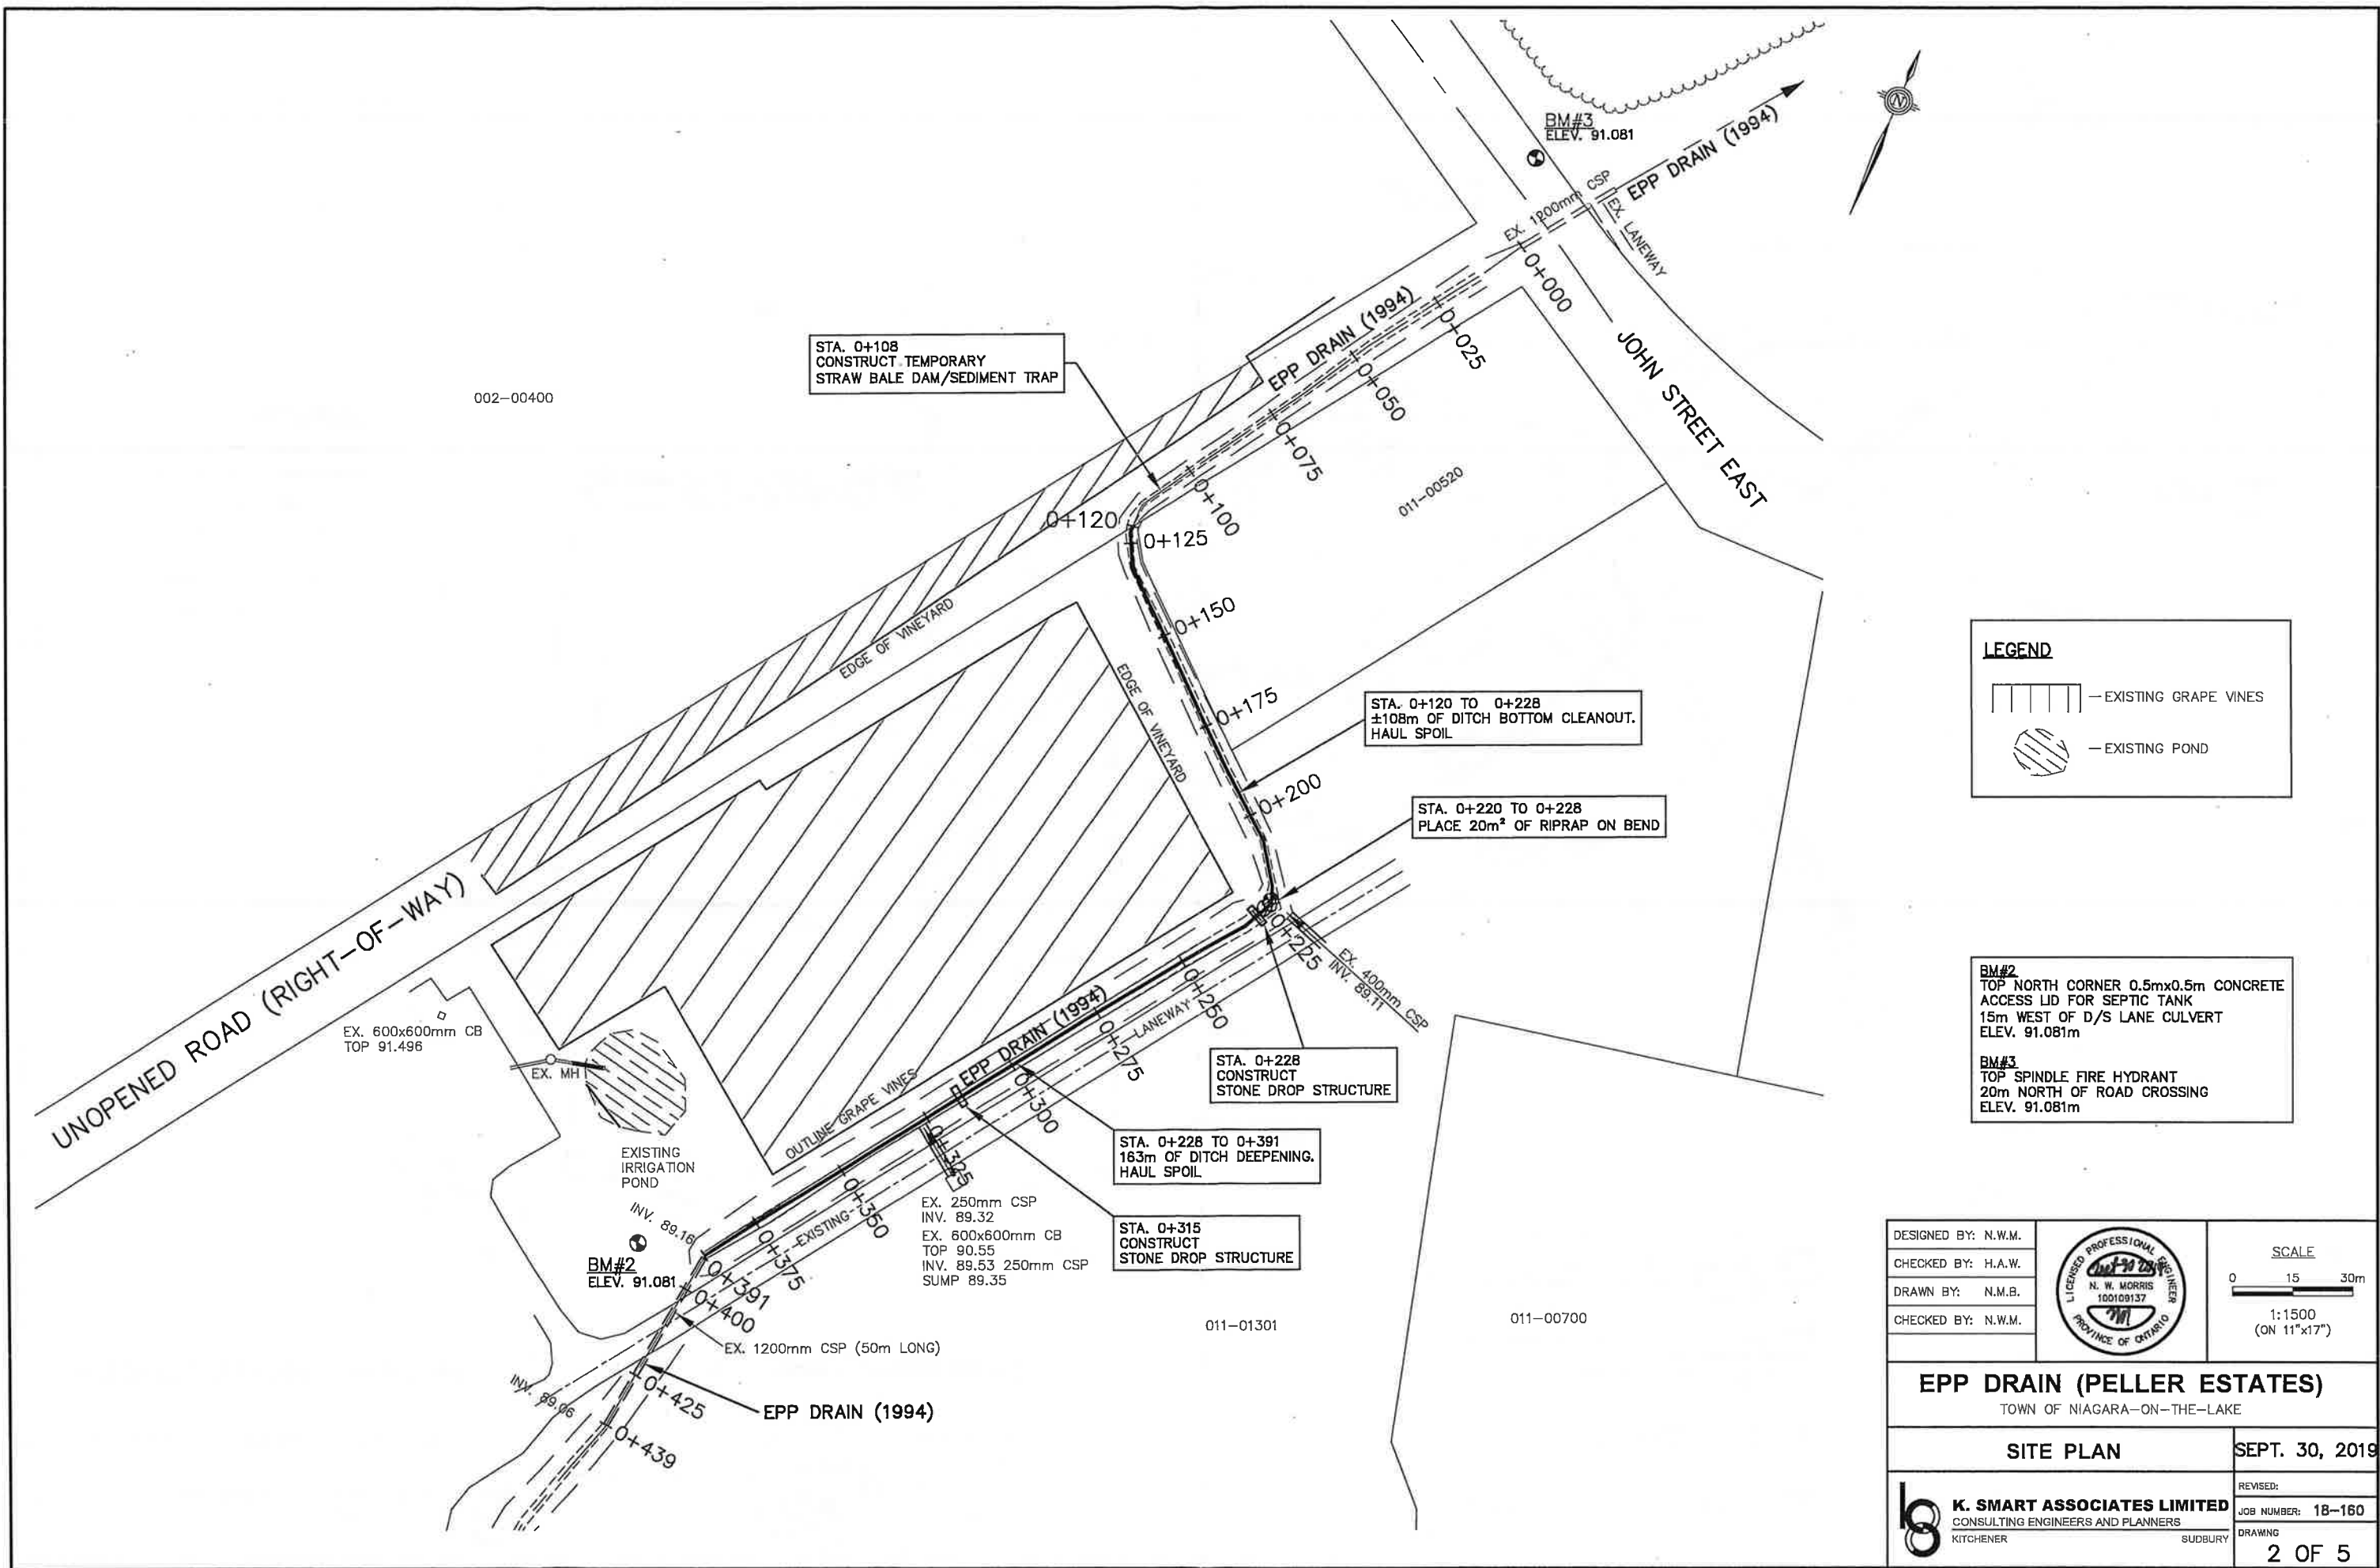 BM#3
ELEV. 91.081
N
EPP DRAIN (1994)
EX. 1200mm CSP
EX. LANEWAY
0+000
JOHN STREET EAST
EPP DRAIN (1994)
0+025
0+050
0+075
0+100
STA. 0+108
CONSTRUCT TEMPORARY
STRAW BALE DAM/SEDIMENT TRAP
002-00400
011-00520
0+120
0+125
0+150
0+175
0+200
EDGE OF VINEYARD
EDGE OF VINEYARD
STA. 0+120 TO 0+228
±108m OF DITCH BOTTOM CLEANOUT.
HAUL SPOIL
STA. 0+220 TO 0+228
PLACE 20m² OF RIPRAP ON BEND
LEGEND
— EXISTING GRAPE VINES
— EXISTING POND
UNOPENED ROAD (RIGHT-OF-WAY)
0+225
EX. 400mm CSP
INV. 89.11
0+250
LANEWAY
0+275
EPP DRAIN (1994)
0+300
OUTLINE GRAPE VINES
EX. 600x600mm CB
TOP 91.496
EX. MH
EXISTING
IRRIGATION
POND
STA. 0+228
CONSTRUCT
STONE DROP STRUCTURE
STA. 0+228 TO 0+391
163m OF DITCH DEEPENING.
HAUL SPOIL
STA. 0+315
CONSTRUCT
STONE DROP STRUCTURE
0+325
0+350
EXISTING
0+375
EX. 250mm CSP
INV. 89.32
EX. 600x600mm CB
TOP 90.55
INV. 89.53 250mm CSP
SUMP 89.35
INV. 89.16
BM#2
ELEV. 91.081
0+391
0+400
EX. 1200mm CSP (50m LONG)
INV. 89.06
0+425
EPP DRAIN (1994)
0+439
011-01301
011-00700
BM#2
TOP NORTH CORNER 0.5mx0.5m CONCRETE
ACCESS LID FOR SEPTIC TANK
15m WEST OF D/S LANE CULVERT
ELEV. 91.081m
BM#3
TOP SPINDLE FIRE HYDRANT
20m NORTH OF ROAD CROSSING
ELEV. 91.081m
DESIGNED BY: N.W.M.
CHECKED BY: H.A.W.
DRAWN BY: N.M.B.
CHECKED BY: N.W.M.
LICENSED PROFESSIONAL ENGINEER
N. W. MORRIS
100109137
PROVINCE OF ONTARIO
SCALE
0 15 30m
1:1500
(ON 11"x17")
EPP DRAIN (PELLER ESTATES)
TOWN OF NIAGARA-ON-THE-LAKE
SITE PLAN
SEPT. 30, 2019
K. SMART ASSOCIATES LIMITED
CONSULTING ENGINEERS AND PLANNERS
KITCHENER SUDBURY
REVISED:
JOB NUMBER: 18-160
DRAWING
2 OF 5